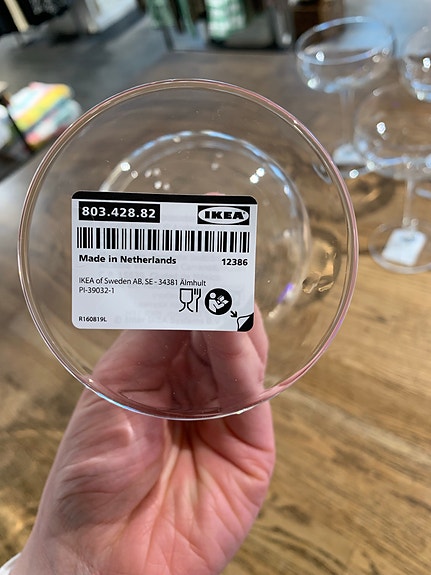 803.428.82 IKEA
Made in Netherlands 12386
IKEA of Sweden AB, SE - 34381 Älmhult
PI-39032-1
R160819L